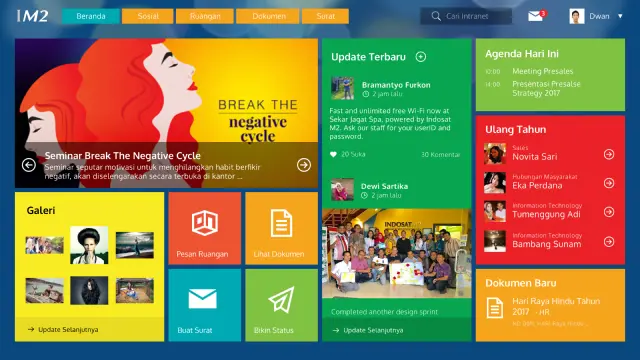 IM2
Beranda
Sosial
Ruangan
Dokumen
Surat
Cari Intranet
3
Dwan
BREAK THE
negative
cycle
Seminar Break The Negative Cycle
Seminar seputar motivasi untuk menghilangkan habit berfikir
negatif, akan diselengarakan secara terbuka di kantor ...
Galeri
Update Selanjutnya
Pesan Ruangan
Lihat Dokumen
Buat Surat
Bikin Status
Update Terbaru
Bramantyo Furkon
2 jam lalu
Fast and unlimited free Wi-Fi now at
Sekar Jagat Spa, powered by Indosat
M2. Ask our staff for your userID and
password.
20 Suka
30 Komentar
Dewi Sartika
2 jam lalu
INDOSAT
Completed another design sprint
Update Selanjutnya
Agenda Hari Ini
10:00 Meeting Presales
14:00 Presentasi Presalse
Strategy 2017
Ulang Tahun
Sales
Novita Sari
Hubungan Masyarakat
Eka Perdana
Information Technology
Tumenggung Adi
Information Technology
Bambang Sunam
Dokumen Baru
Hari Raya Hindu Tahun
2017 - HR